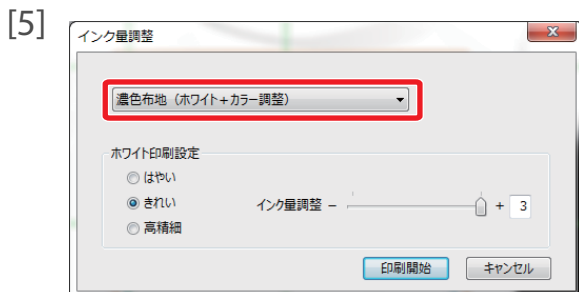 [5]
インク量調整
濃色布地（ホワイト+カラー調整）
ホワイト印刷設定
はやい
きれい
高精細
インク量調整 － + 3
印刷開始 キャンセル